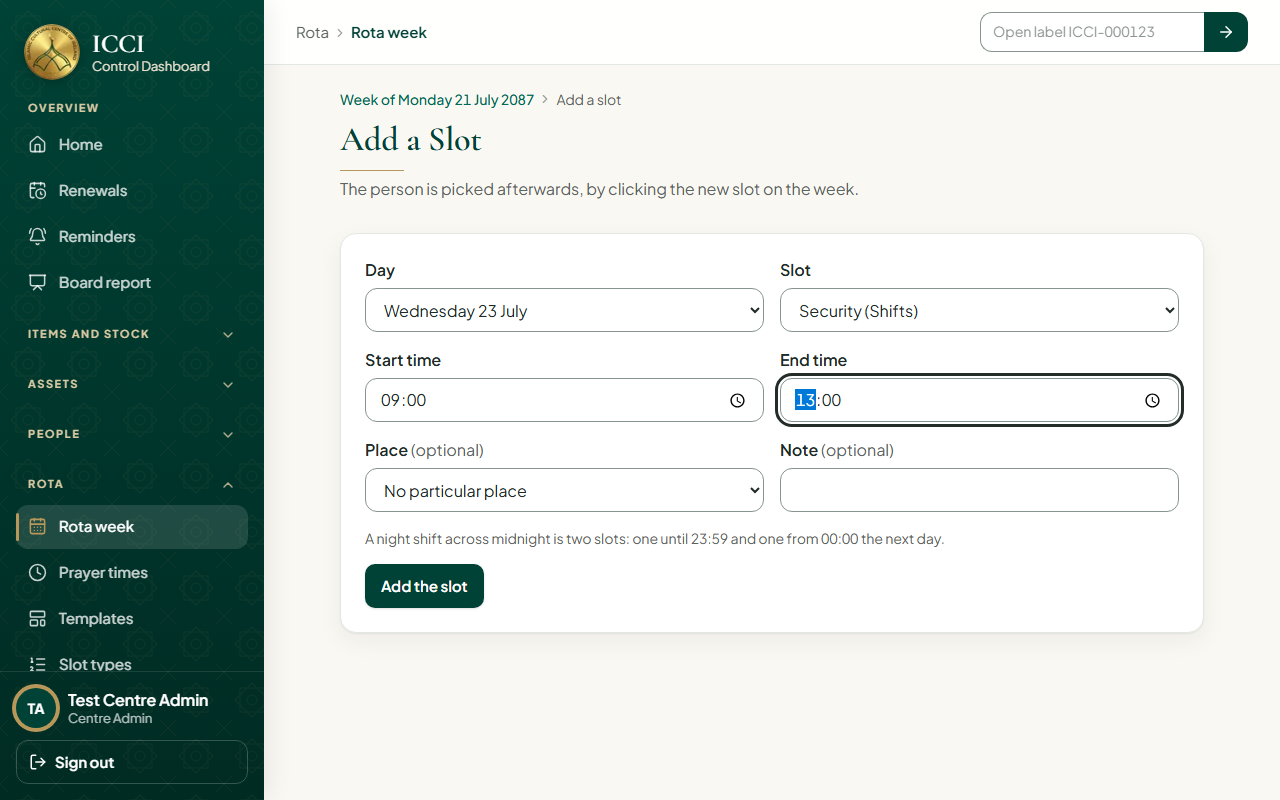 ICCI
Control Dashboard
OVERVIEW
Home
Renewals
Reminders
Board report
ITEMS AND STOCK
ASSETS
PEOPLE
ROTA
Rota week
Prayer times
Templates
Slot types
TA
Test Centre Admin
Centre Admin
Sign out
Rota > Rota week
Open label ICCI-000123
Week of Monday 21 July 2087 > Add a slot
Add a Slot
The person is picked afterwards, by clicking the new slot on the week.
Day
Wednesday 23 July
Slot
Security (Shifts)
Start time
09:00
End time
13:00
Place (optional)
No particular place
Note (optional)
A night shift across midnight is two slots: one until 23:59 and one from 00:00 the next day.
Add the slot